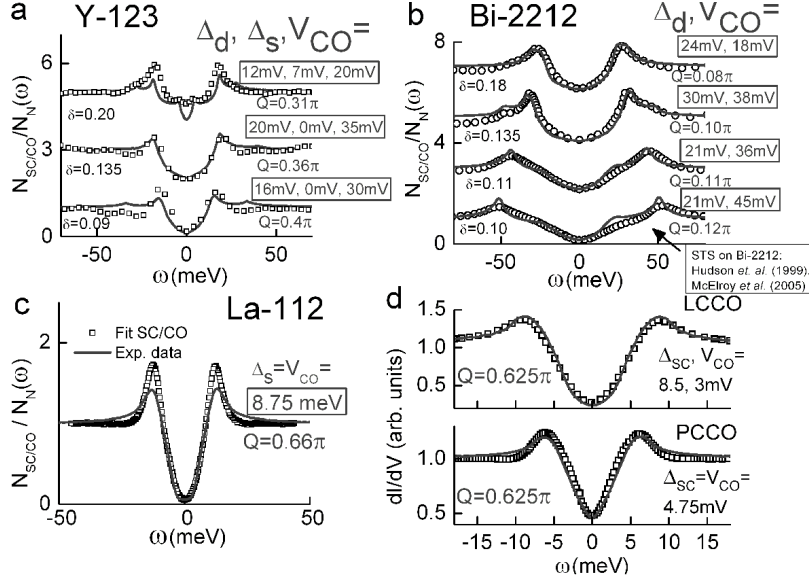 a Y-123
Δd, Δs, VCO=
NSC/CO/NN(ω)
6
3
0
12mV, 7mV, 20mV
Q=0.31π
δ=0.20
20mV, 0mV, 35mV
Q=0.36π
δ=0.135
16mV, 0mV, 30mV
Q=0.4π
δ=0.09
-50 0 50
ω(meV)
b Bi-2212
Δd, VCO=
NSC/CO/NN(ω)
8
4
0
24mV, 18mV
Q=0.08π
δ=0.18
30mV, 38mV
Q=0.10π
δ=0.135
21mV, 36mV
Q=0.11π
δ=0.11
21mV, 45mV
Q=0.12π
δ=0.10
-50 0 50
ω(meV)
STS on Bi-2212:
Hudson et. al. (1999).
McElroy et. al. (2005)
c La-112
NSC/CO / NN(ω)
2
0
Fit SC/CO
Exp. data
Δs=VCO=
8.75 meV
Q=0.66π
-50 0 50
ω(meV)
d LCCO
dI/dV (arb. units)
1.5
1.0
0.5
Q=0.625π
ΔSC, VCO=
8.5, 3mV
PCCO
1.0
0.5
Q=0.625π
ΔSC=VCO=
4.75mV
-15 -10 -5 0 5 10 15
ω(meV)